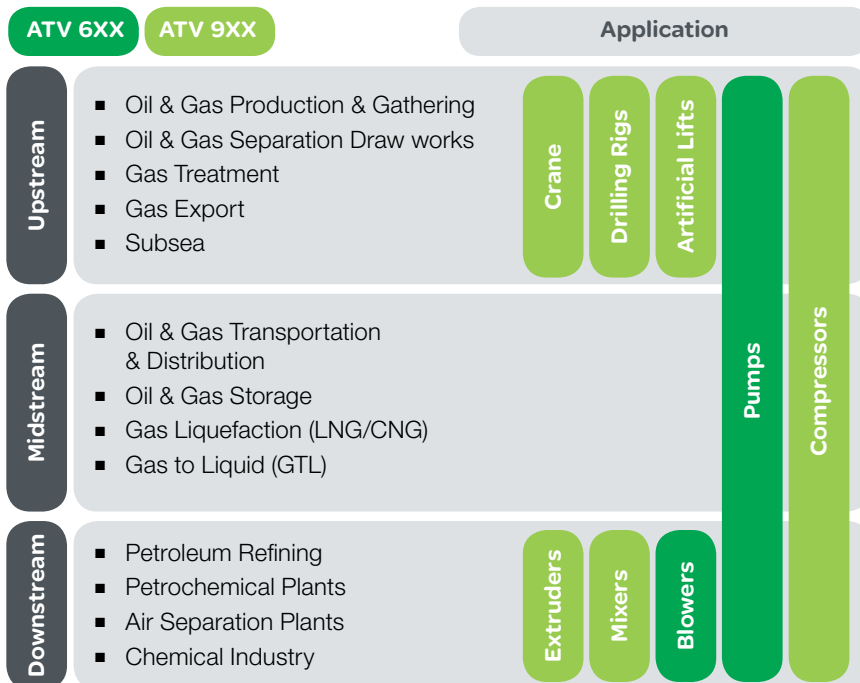 ATV 6XX
ATV 9XX
Application
Upstream
▪ Oil & Gas Production & Gathering
▪ Oil & Gas Separation Draw works
▪ Gas Treatment
▪ Gas Export
▪ Subsea
Crane
Drilling Rigs
Artificial Lifts
Pumps
Compressors
Midstream
▪ Oil & Gas Transportation
& Distribution
▪ Oil & Gas Storage
▪ Gas Liquefaction (LNG/CNG)
▪ Gas to Liquid (GTL)
Downstream
▪ Petroleum Refining
▪ Petrochemical Plants
▪ Air Separation Plants
▪ Chemical Industry
Extruders
Mixers
Blowers